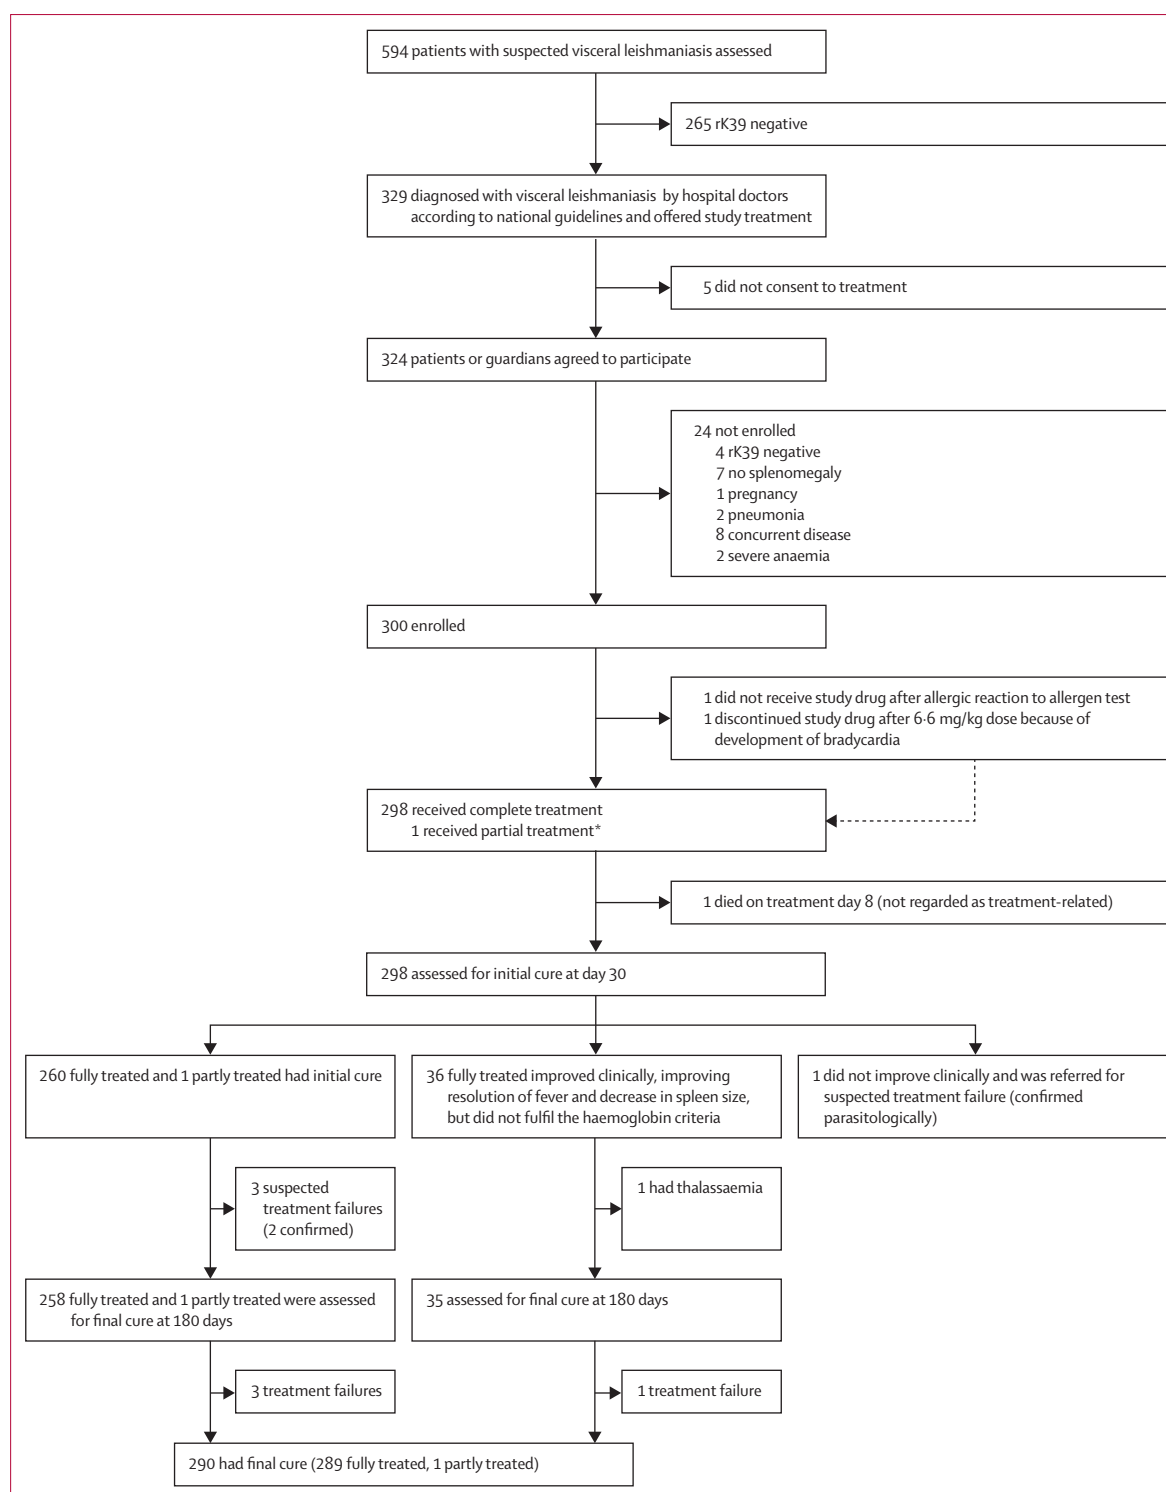 594 patients with suspected visceral leishmaniasis assessed
265 rK39 negative
329 diagnosed with visceral leishmaniasis by hospital doctors
according to national guidelines and offered study treatment
5 did not consent to treatment
324 patients or guardians agreed to participate
24 not enrolled
4 rK39 negative
7 no splenomegaly
1 pregnancy
2 pneumonia
8 concurrent disease
2 severe anaemia
300 enrolled
1 did not receive study drug after allergic reaction to allergen test
1 discontinued study drug after 6·6 mg/kg dose because of
development of bradycardia
298 received complete treatment
1 received partial treatment*
1 died on treatment day 8 (not regarded as treatment-related)
298 assessed for initial cure at day 30
260 fully treated and 1 partly treated had initial cure
36 fully treated improved clinically, improving
resolution of fever and decrease in spleen size,
but did not fulfil the haemoglobin criteria
1 did not improve clinically and was referred for
suspected treatment failure (confirmed
parasitologically)
3 suspected
treatment failures
(2 confirmed)
1 had thalassaemia
258 fully treated and 1 partly treated were assessed
for final cure at 180 days
35 assessed for final cure at 180 days
3 treatment failures
1 treatment failure
290 had final cure (289 fully treated, 1 partly treated)